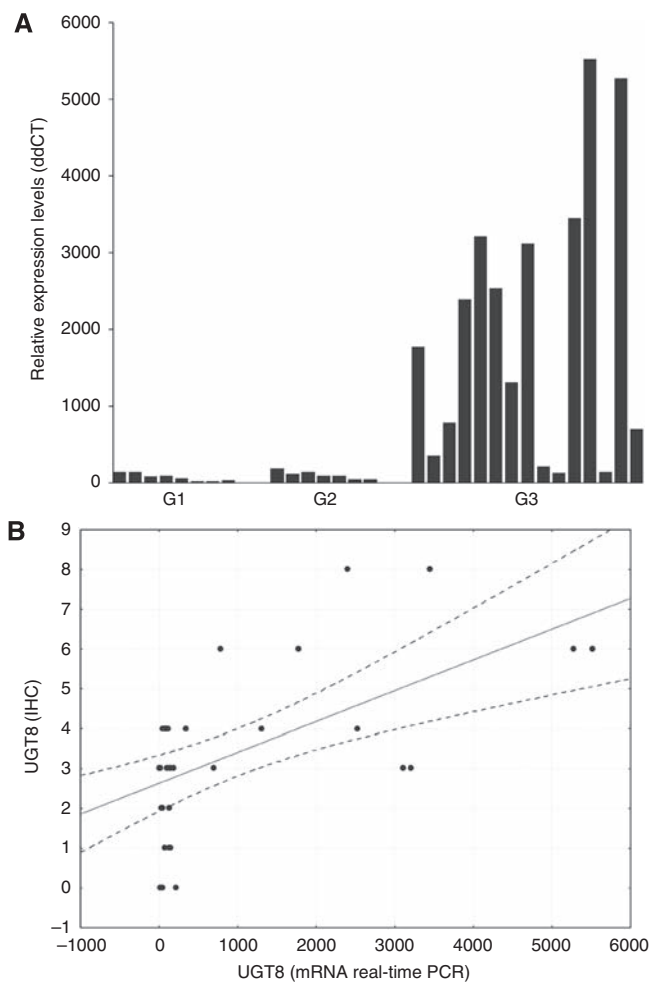 A
Relative expression levels (ddCT)
6000
5000
4000
3000
2000
1000
0
G1 G2 G3
B
UGT8 (IHC)
9
8
7
6
5
4
3
2
1
0
–1
–1000 0 1000 2000 3000 4000 5000 6000
UGT8 (mRNA real-time PCR)